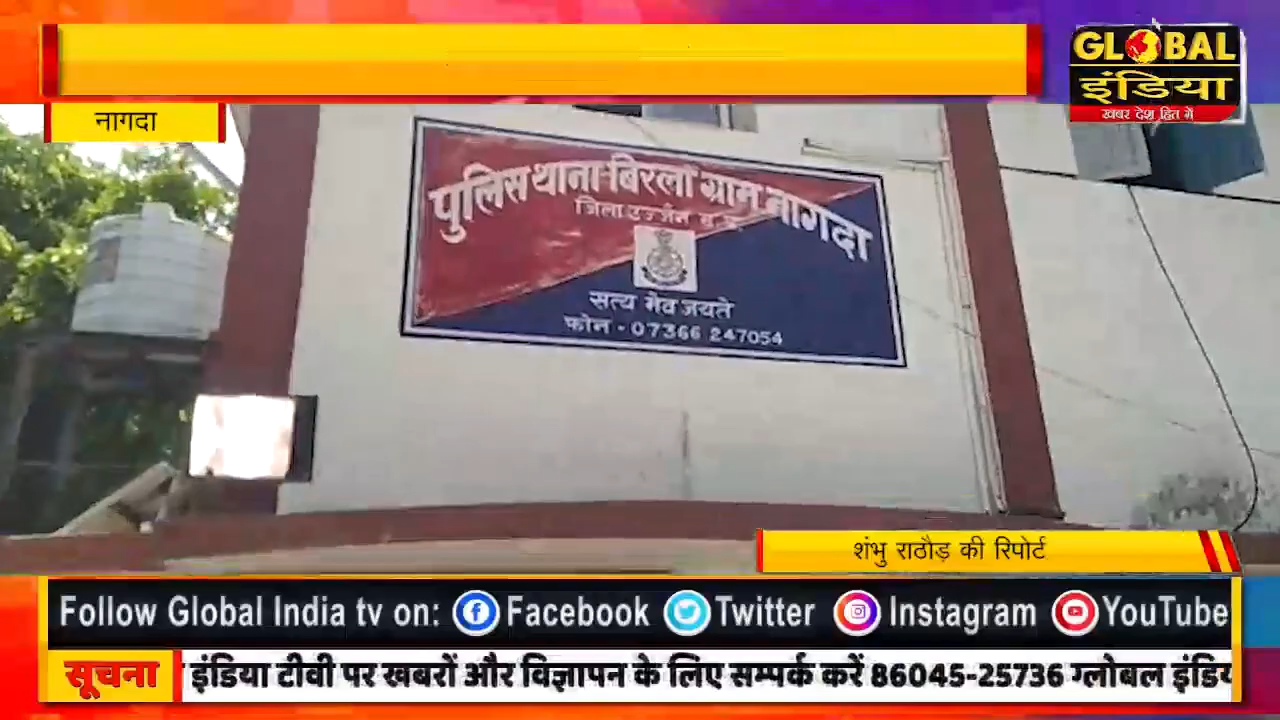 GLOBAL
इंडिया
खबर देश हित में
नागदा
पुलिस थाना बिरला ग्राम नागदा
जिला उज्जैन म.प्र.
सत्य मेव जयते
फोन - 07366 247054
शंभु राठौड़ की रिपोर्ट
Follow Global India tv on: Facebook Twitter Instagram YouTube
सूचना इंडिया टीवी पर खबरों और विज्ञापन के लिए सम्पर्क करें 86045-25736 ग्लोबल इंडि